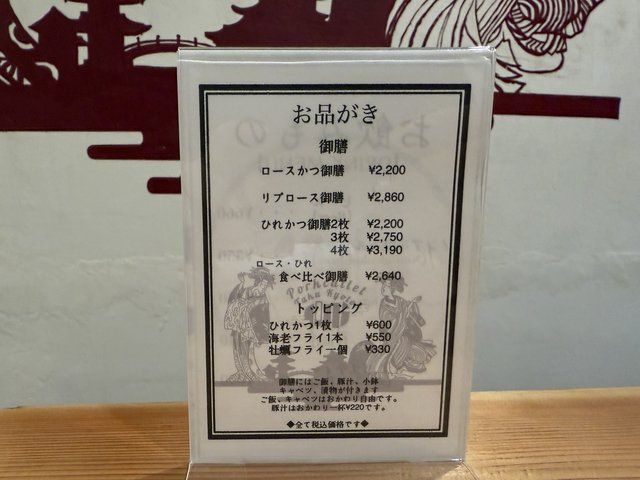 お品がき
御膳
ロースかつ御膳 ¥2,200
リブロース御膳 ¥2,860
ひれかつ御膳2枚 ¥2,200
3枚 ¥2,750
4枚 ¥3,190
ロース・ひれ
食べ比べ御膳 ¥2,640
Porkcutlet
トッピング
ひれかつ1枚 ¥600
海老フライ1本 ¥550
牡蠣フライ一個 ¥330
御膳にはご飯、豚汁、小鉢
キャベツ、漬物が付きます
ご飯、キャベツはおかわり自由です。
豚汁はおかわり一杯¥220です。
◆全て税込価格です◆